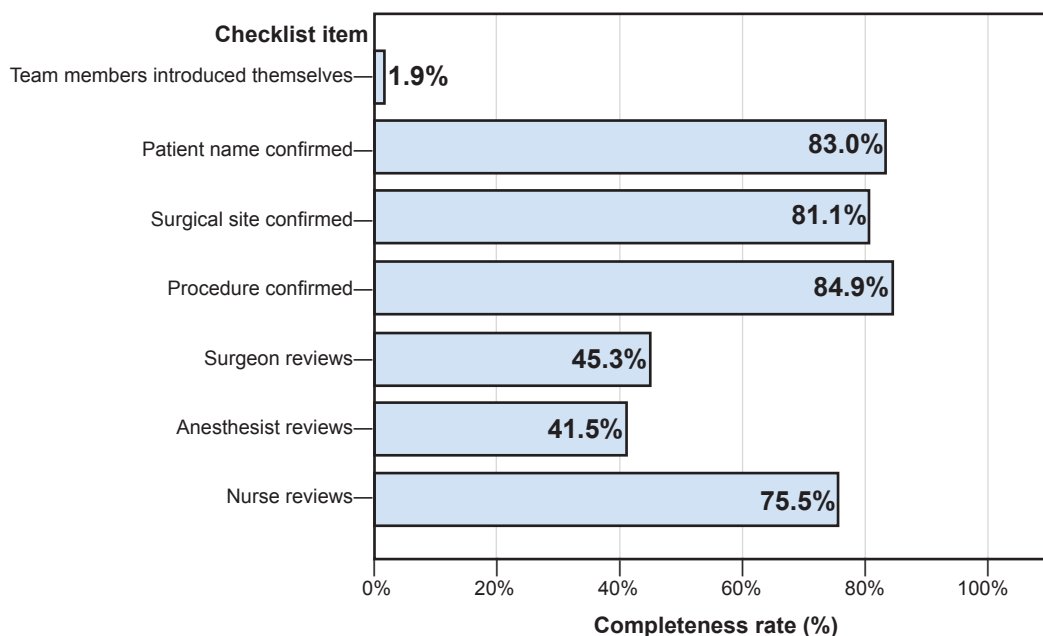 Checklist item
Team members introduced themselves
1.9%
Patient name confirmed
83.0%
Surgical site confirmed
81.1%
Procedure confirmed
84.9%
Surgeon reviews
45.3%
Anesthesist reviews
41.5%
Nurse reviews
75.5%
0% 20% 40% 60% 80% 100%
Completeness rate (%)